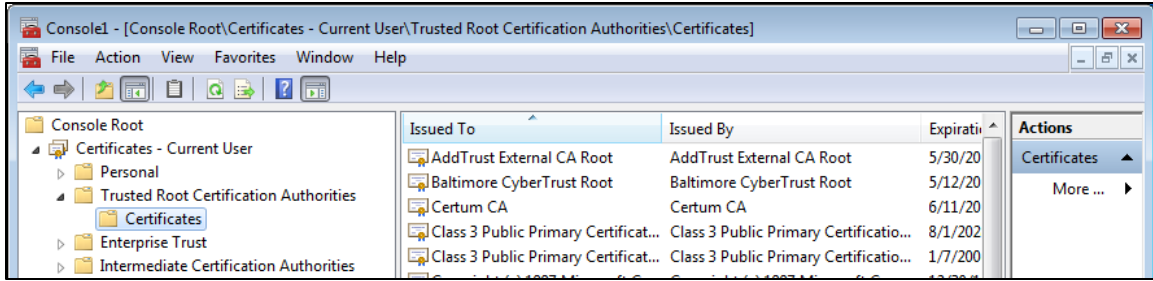 Console1 - [Console Root\Certificates - Current User\Trusted Root Certification Authorities\Certificates]
File Action View Favorites Window Help
Console Root
Certificates - Current User
Personal
Trusted Root Certification Authorities
Certificates
Enterprise Trust
Intermediate Certification Authorities
Issued To Issued By Expiratio
AddTrust External CA Root AddTrust External CA Root 5/30/20
Baltimore CyberTrust Root Baltimore CyberTrust Root 5/12/20
Certum CA Certum CA 6/11/20
Class 3 Public Primary Certificat... Class 3 Public Primary Certificatio... 8/1/202
Class 3 Public Primary Certificat... Class 3 Public Primary Certificatio... 1/7/200
Actions
Certificates
More ...